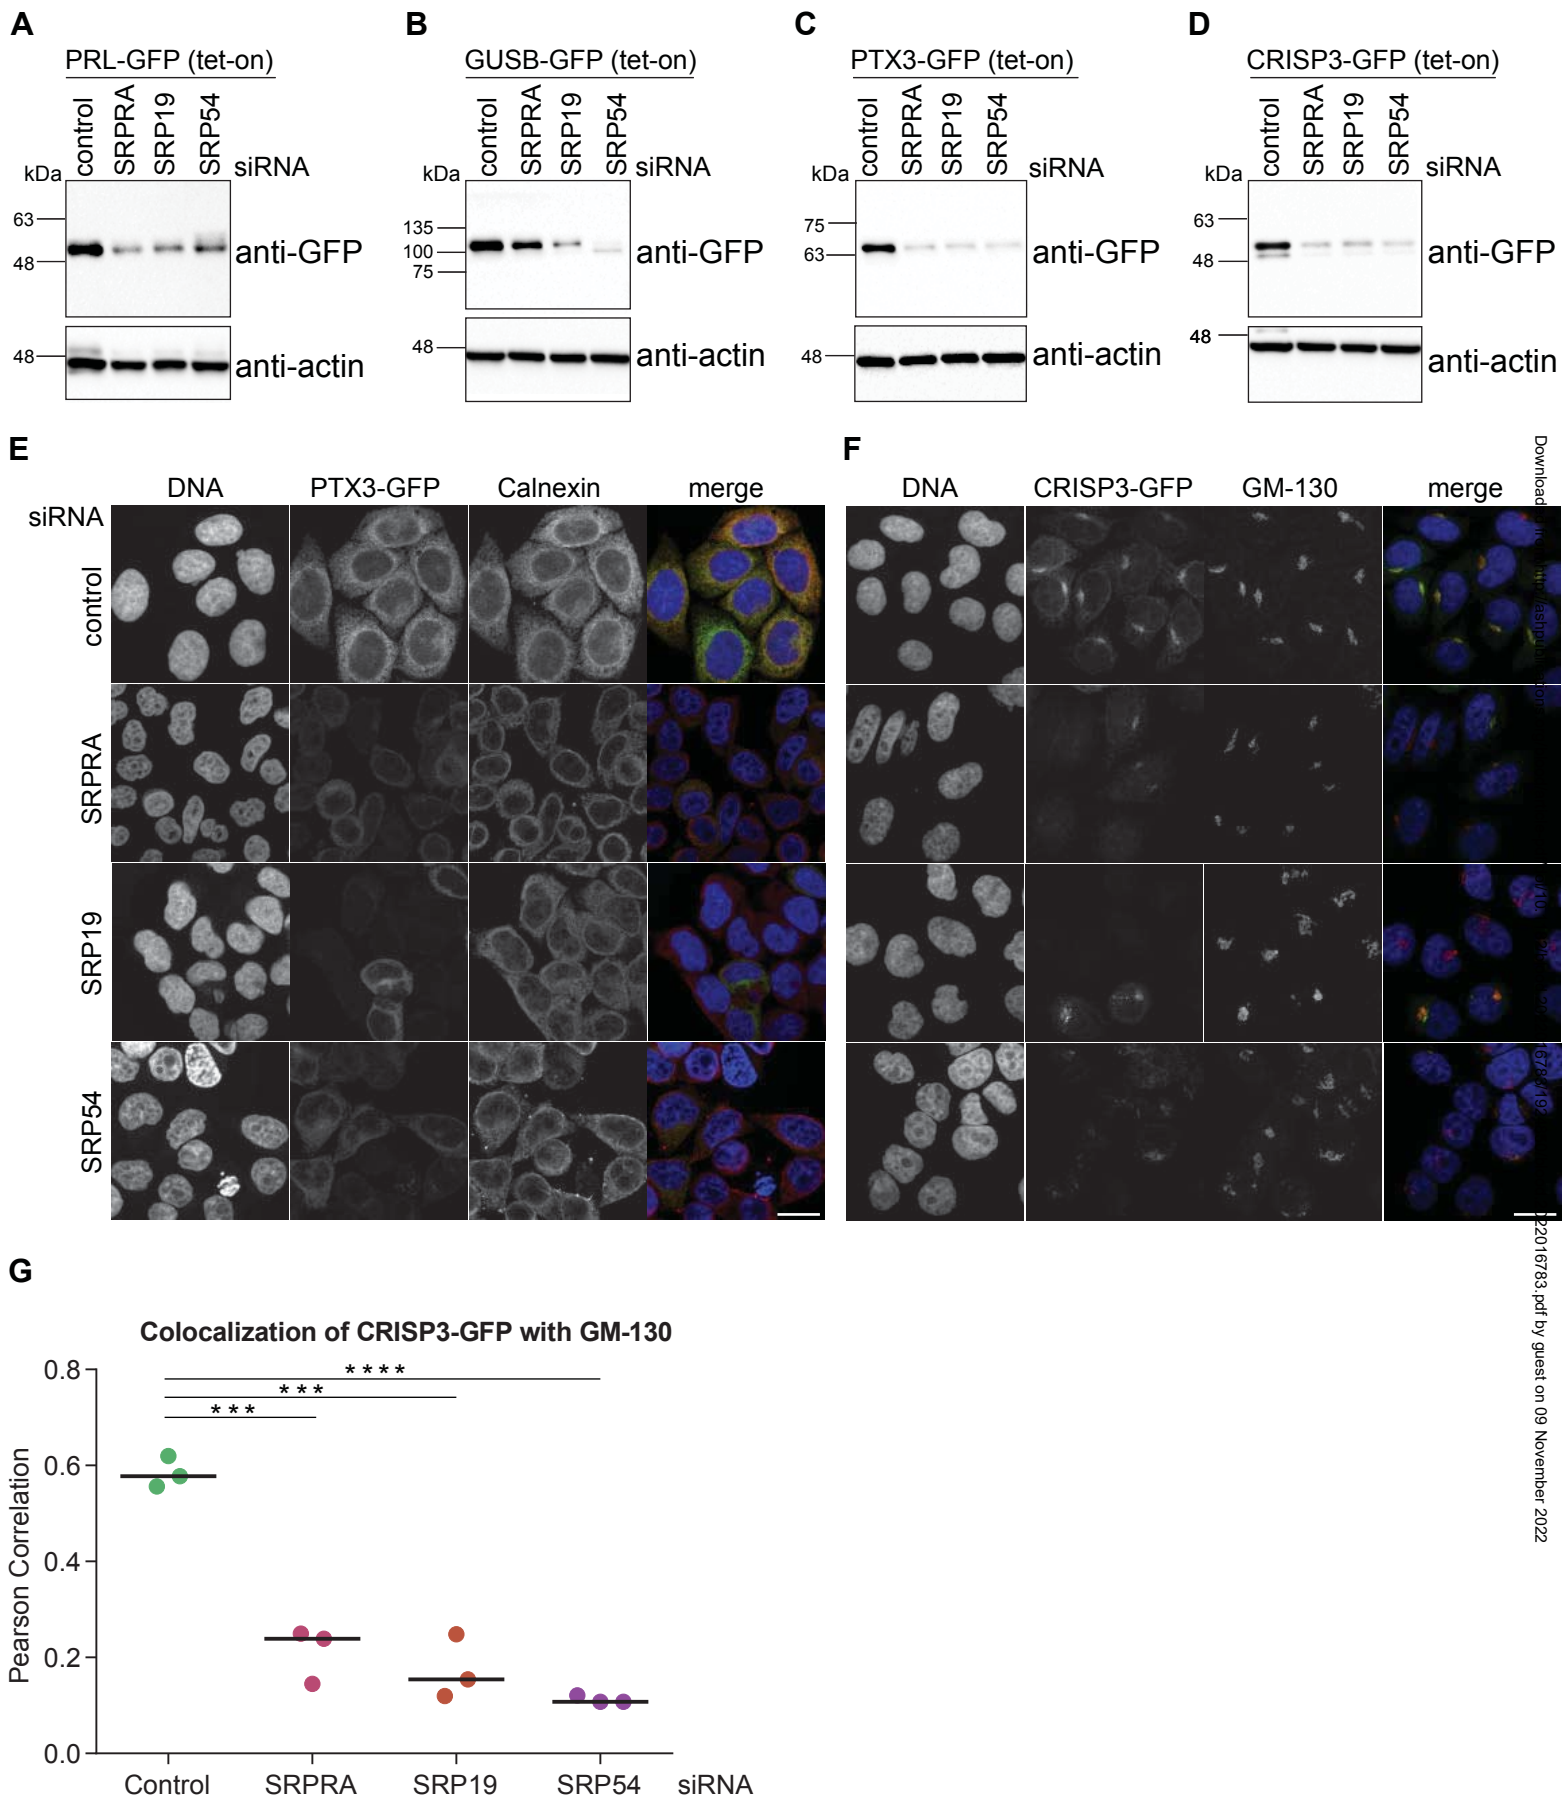 A
PRL-GFP (tet-on)
control
SRPRA
SRP19
SRP54
siRNA
kDa
63
48
anti-GFP
48
anti-actin
B
GUSB-GFP (tet-on)
control
SRPRA
SRP19
SRP54
siRNA
kDa
135
100
75
anti-GFP
48
anti-actin
C
PTX3-GFP (tet-on)
control
SRPRA
SRP19
SRP54
siRNA
kDa
75
63
anti-GFP
48
anti-actin
D
CRISP3-GFP (tet-on)
control
SRPRA
SRP19
SRP54
siRNA
kDa
63
48
anti-GFP
48
anti-actin
E
DNA PTX3-GFP Calnexin merge
siRNA
control
SRPRA
SRP19
SRP54
F
DNA CRISP3-GFP GM-130 merge
G
Colocalization of CRISP3-GFP with GM-130
****
***
***
Pearson Correlation
0.8
0.6
0.4
0.2
0.0
Control SRPRA SRP19 SRP54 siRNA
22016783.pdf by guest on 09 November 2022